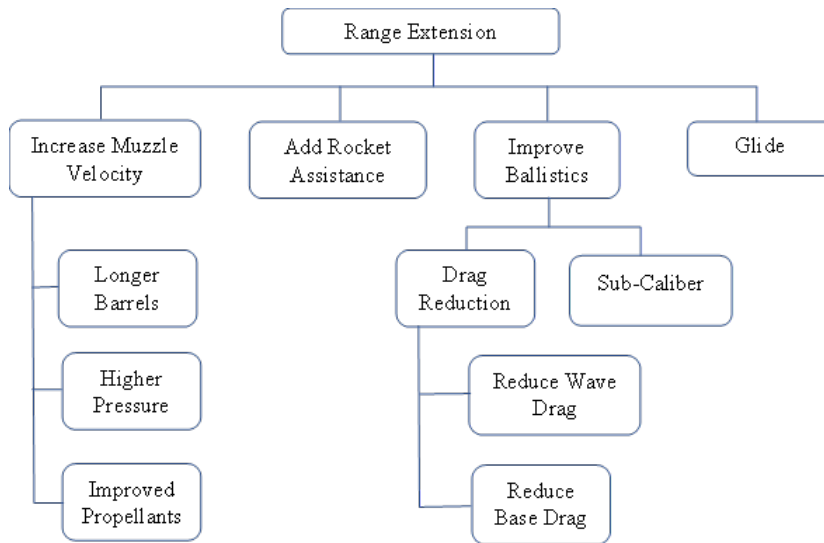 Range Extension
Increase Muzzle
Velocity
Add Rocket
Assistance
Improve
Ballistics
Glide
Longer
Barrels
Drag
Reduction
Sub-Caliber
Higher
Pressure
Reduce Wave
Drag
Improved
Propellants
Reduce
Base Drag